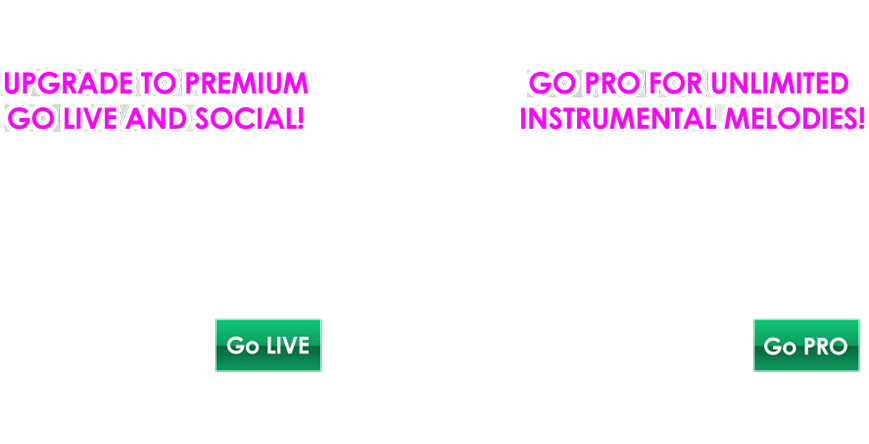 UPGRADE TO PREMIUM
GO LIVE AND SOCIAL!
Go LIVE
GO PRO FOR UNLIMITED
INSTRUMENTAL MELODIES!
Go PRO